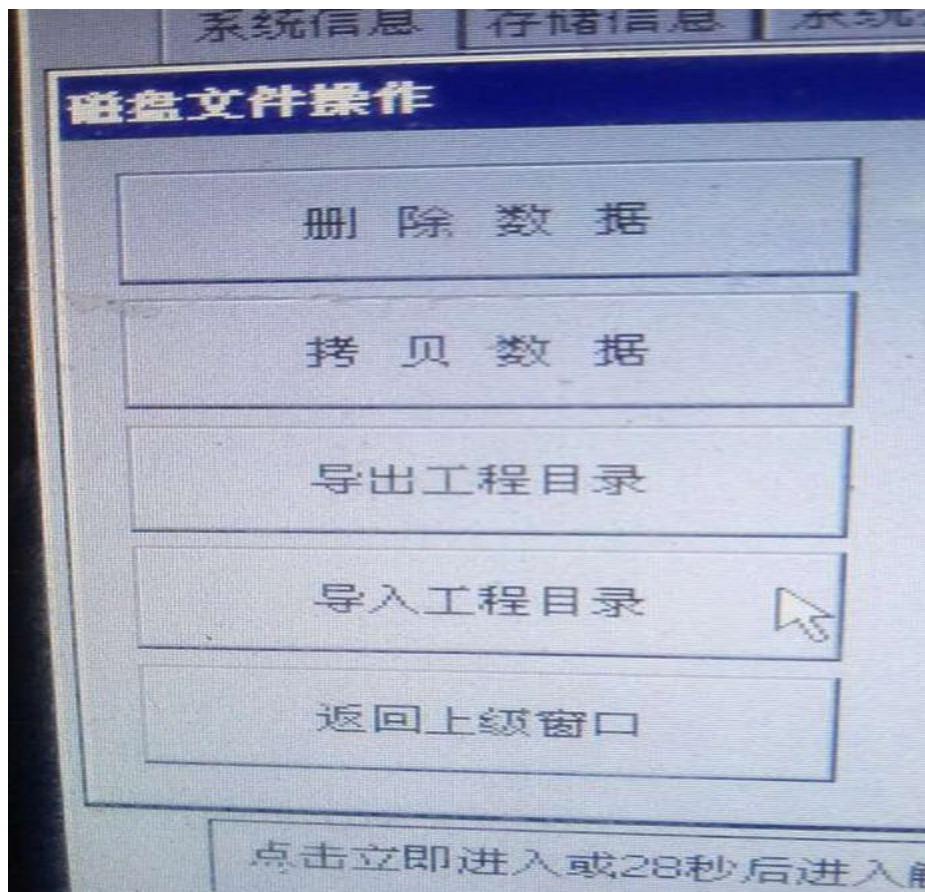 系统信息 存储信息 系统
磁盘文件操作
删 除 数 据
拷 贝 数 据
导出工程目录
导入工程目录
返回上级窗口
点击立即进入或28秒后进入